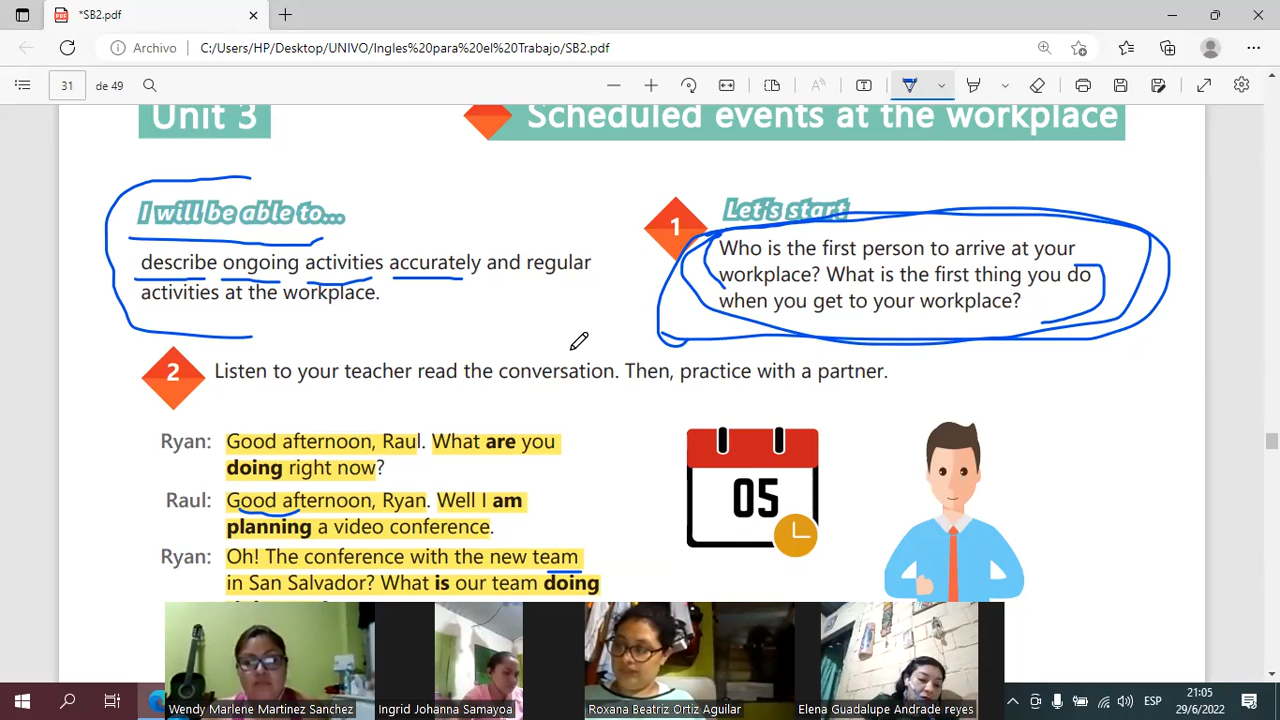 *SB2.pdf
Archivo
C:/Users/HP/Desktop/UNIVO/Ingles%20para%20el%20Trabajo/SB2.pdf
31
de 49
Unit 3
Scheduled events at the workplace
I will be able to...
describe ongoing activities accurately and regular
activities at the workplace.
1
Let's start
Who is the first person to arrive at your
workplace? What is the first thing you do
when you get to your workplace?
2
Listen to your teacher read the conversation. Then, practice with a partner.
Ryan: Good afternoon, Raul. What are you
doing right now?
Raul: Good afternoon, Ryan. Well I am
planning a video conference.
Ryan: Oh! The conference with the new team
in San Salvador? What is our team doing
05
Wendy Marlene Martinez Sanchez
Ingrid Johanna Samayoa
Roxana Beatriz Ortiz Aguilar
Elena Guadalupe Andrade reyes
ESP
21:05
29/6/2022